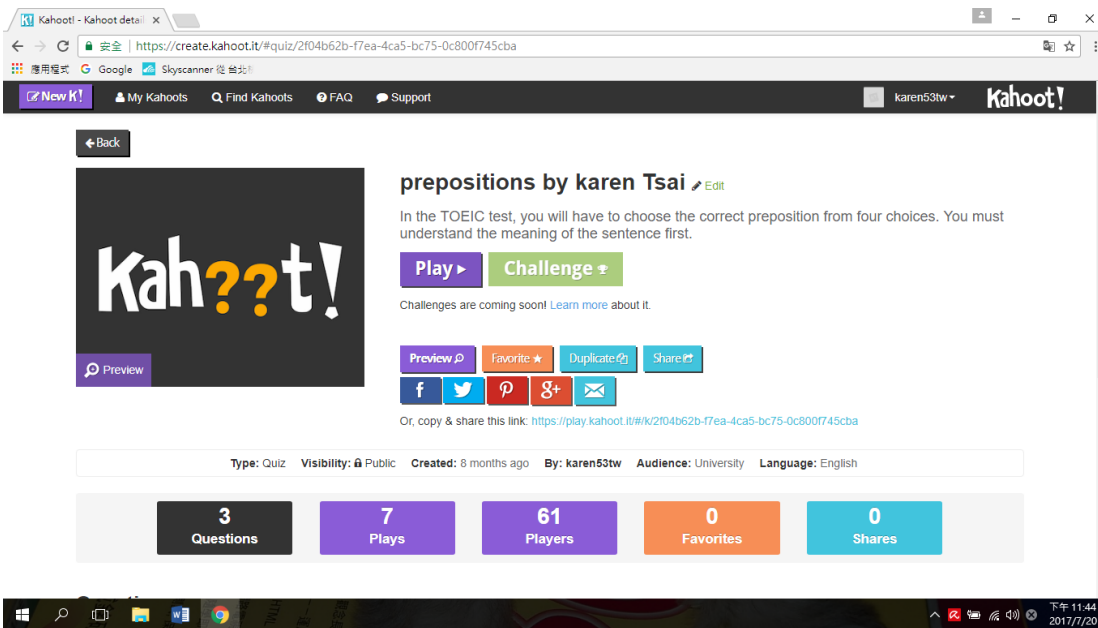 Kahoot! - Kahoot detail
安全 | https://create.kahoot.it/#quiz/2f04b62b-f7ea-4ca5-bc75-0c800f745cba
應用程式 Google Skyscanner 從台北
New K! My Kahoots Find Kahoots FAQ Support karen53tw Kahoot!
Back
prepositions by karen Tsai Edit
In the TOEIC test, you will have to choose the correct preposition from four choices. You must
understand the meaning of the sentence first.
Kah??t!
Play Challenge
Challenges are coming soon! Learn more about it.
Preview
Preview Favorite Duplicate Share
f 8+
Or, copy & share this link: https://play.kahoot.it/#/k/2f04b62b-f7ea-4ca5-bc75-0c800f745cba
Type: Quiz Visibility: Public Created: 8 months ago By: karen53tw Audience: University Language: English
3 7 61 0 0
Questions Plays Players Favorites Shares
下午 11:44
2017/7/20